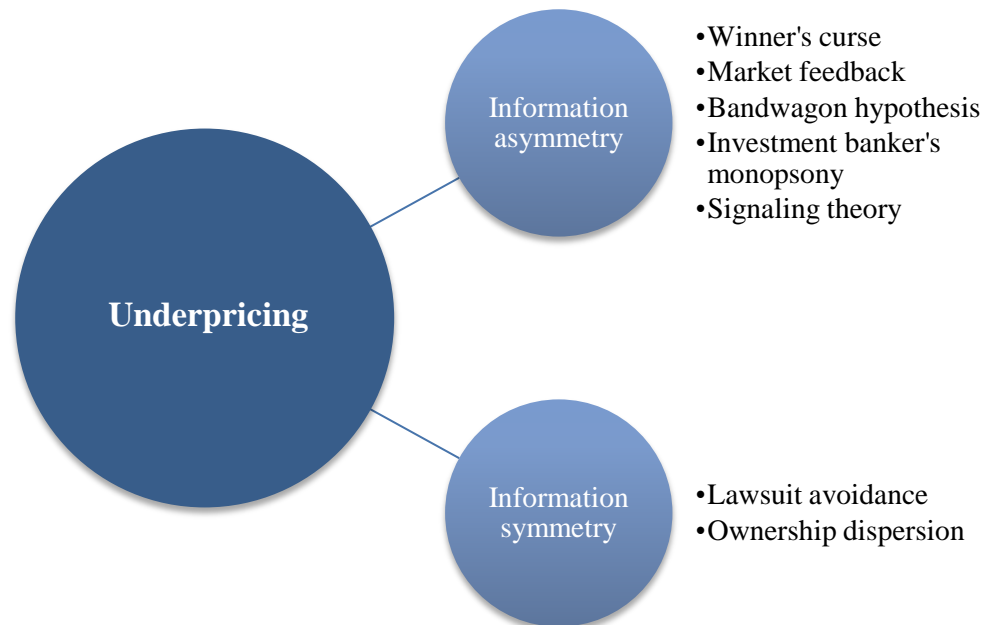 Underpricing
Information
asymmetry
•Winner's curse
•Market feedback
•Bandwagon hypothesis
•Investment banker's
monopsony
•Signaling theory
Information
symmetry
•Lawsuit avoidance
•Ownership dispersion